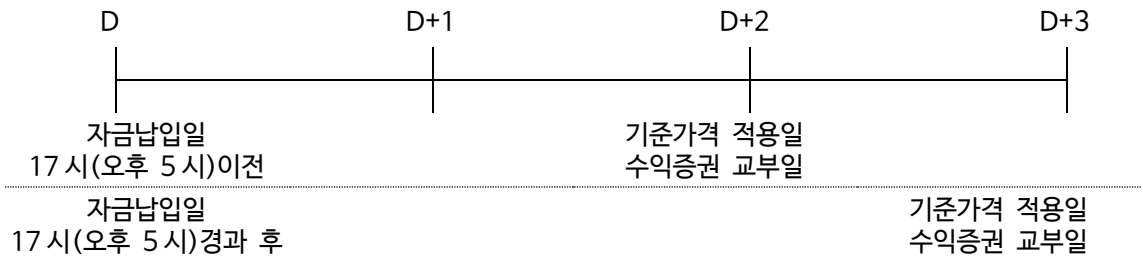 D D+1 D+2 D+3
자금납입일 기준가격 적용일
17시(오후 5시)이전 수익증권 교부일
자금납입일 기준가격 적용일
17시(오후 5시)경과 후 수익증권 교부일